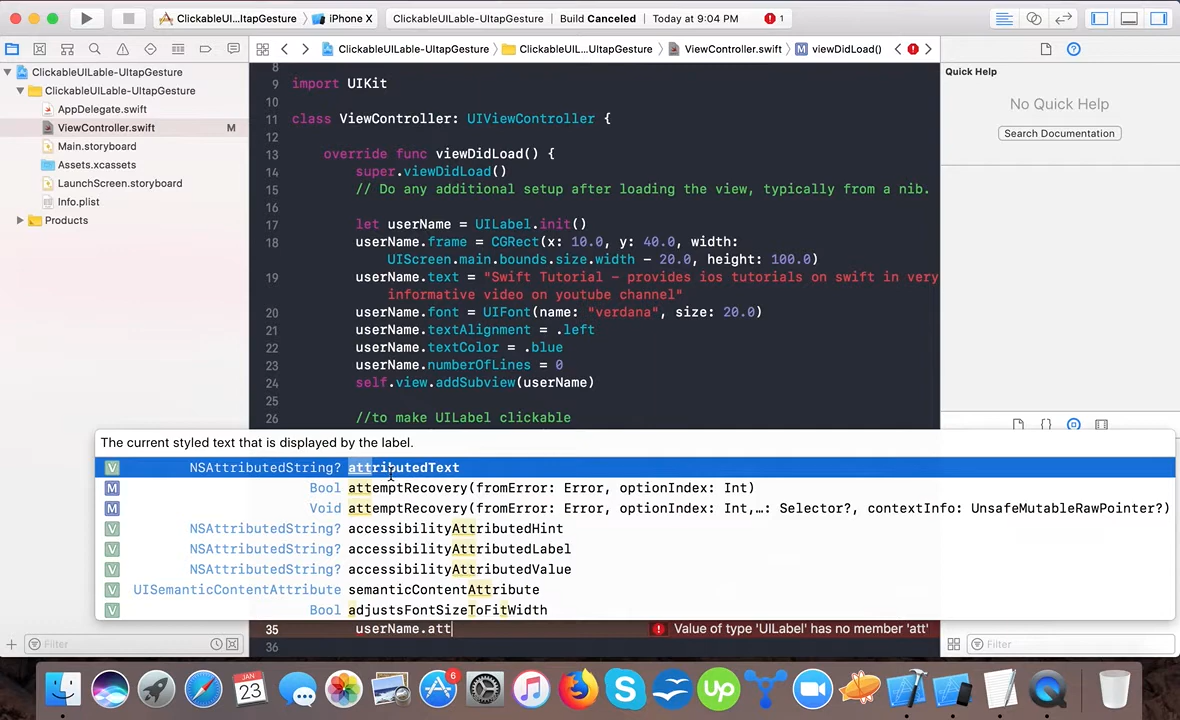 ClickableUI...ltapGesture
iPhone X
ClickableUILable-UItapGesture
Build Canceled
Today at 9:04 PM
1
ClickableUILable-UItapGesture
ClickableUIL...UItapGesture
ViewController.swift
viewDidLoad()
ClickableUILable-UItapGesture
ClickableUILable-UItapGesture
AppDelegate.swift
ViewController.swift M
Main.storyboard
Assets.xcassets
LaunchScreen.storyboard
Info.plist
Products
Filter
8
9 import UIKit
10
11 class ViewController: UIViewController {
12
13 override func viewDidLoad() {
14 super.viewDidLoad()
15 // Do any additional setup after loading the view, typically from a nib.
16
17 let userName = UILabel.init()
18 userName.frame = CGRect(x: 10.0, y: 40.0, width:
UIScreen.main.bounds.size.width - 20.0, height: 100.0)
19 userName.text = "Swift Tutorial - provides ios tutorials on swift in very
informative video on youtube channel"
20 userName.font = UIFont(name: "verdana", size: 20.0)
21 userName.textAlignment = .left
22 userName.textColor = .blue
23 userName.numberOfLines = 0
24 self.view.addSubview(userName)
25
26 //to make UILabel clickable
The current styled text that is displayed by the label.
V NSAttributedString? attributedText
M Bool attemptRecovery(fromError: Error, optionIndex: Int)
M Void attemptRecovery(fromError: Error, optionIndex: Int,…: Selector?, contextInfo: UnsafeMutableRawPointer?)
V NSAttributedString? accessibilityAttributedHint
V NSAttributedString? accessibilityAttributedLabel
V NSAttributedString? accessibilityAttributedValue
V UISemanticContentAttribute semanticContentAttribute
V Bool adjustsFontSizeToFitWidth
35 userName.att
Value of type 'UILabel' has no member 'att'
36
Quick Help
No Quick Help
Search Documentation
Filter
JAN
23
6
up